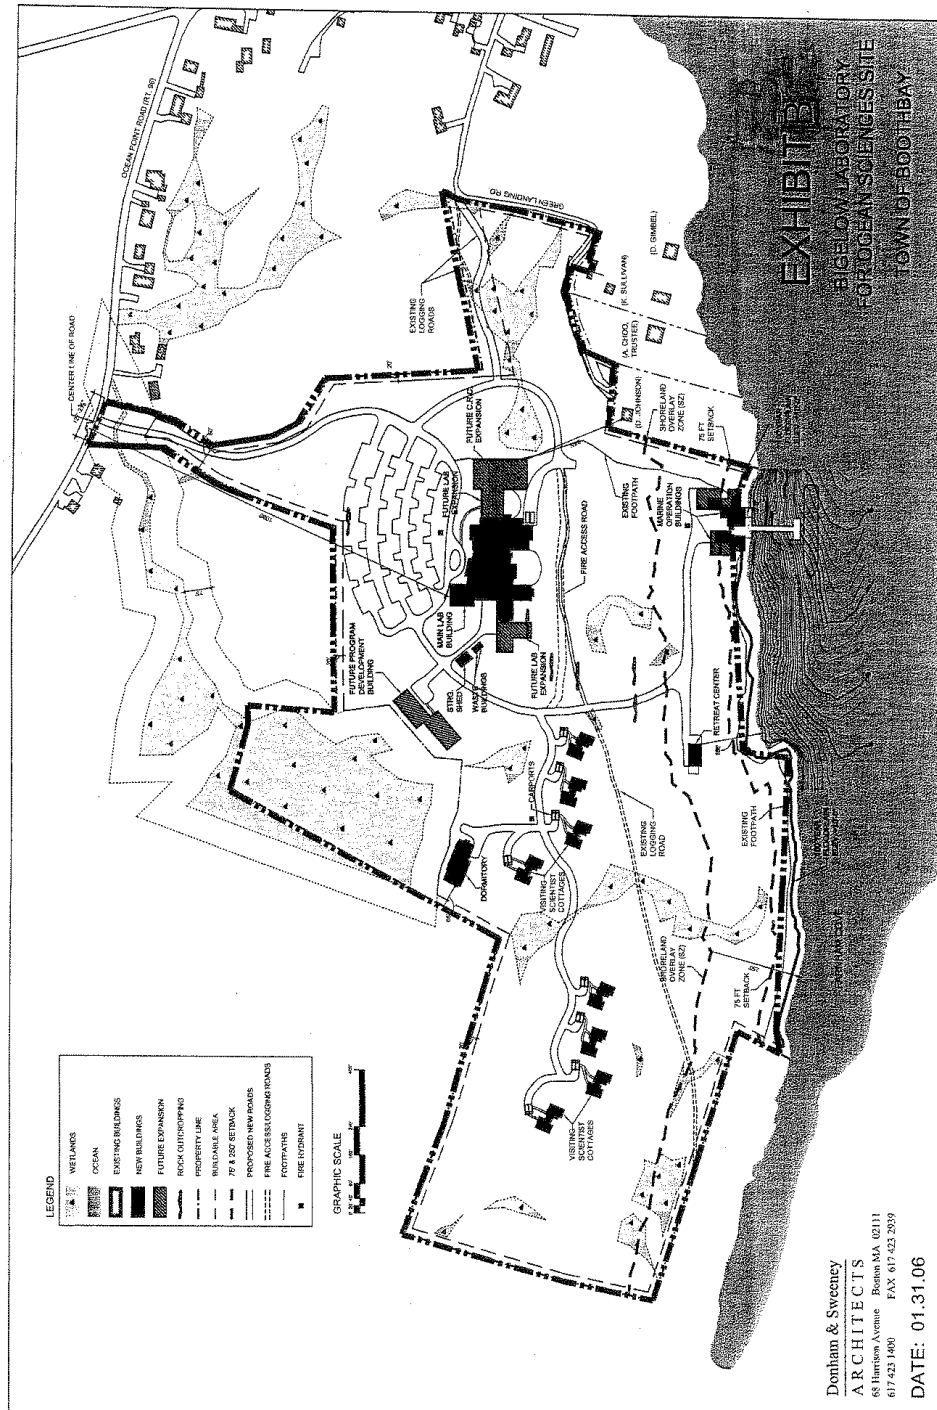 EXHIBIT B
BIGELOW LABORATORY
FOR OCEAN SCIENCES SITE
TOWN OF BOOTHBAY
OCEAN POINT ROAD (RT. 96)
CENTER LINE OF ROAD
GREEN LANDING RD
EXISTING
LOGGING
ROADS
(D. GIMBEL)
(K. SULLIVAN)
(A. CHOO,
TRUSTEE)
(D. JOHNSON)
SHORELAND
OVERLAY
ZONE (SZ)
75 FT
SETBACK
FUTURE LAB
EXPANSION
EXPANSION
MAIN LAB
BUILDING
FUTURE PROGRAM
DEVELOPMENT
BUILDING
STRG
SHED
BUILDINGS
FUTURE LAB
EXPANSION
FIRE ACCESS ROAD
EXISTING
FOOTPATH
MARINE
OPERATION
BUILDINGS
RETREAT CENTER
CARPORTS
DORMITORY
VISITING
SCIENTIST
COTTAGES
EXISTING
LOGGING
ROAD
EXISTING
FOOTPATH
SHORELAND
OVERLAY
ZONE (SZ)
75 FT
SETBACK
FARNHAM COVE
VISITING
SCIENTIST
COTTAGES
LEGEND
WETLANDS
OCEAN
EXISTING BUILDINGS
NEW BUILDINGS
FUTURE EXPANSION
ROCK OUTCROPPING
PROPERTY LINE
BUILDABLE AREA
75' & 250' SETBACK
PROPOSED NEW ROADS
FIRE ACCESS/LOGGING ROADS
FOOTPATHS
FIRE HYDRANT
GRAPHIC SCALE
Donham & Sweeney
ARCHITECTS
68 Harrison Avenue Boston MA 02111
617 423 1400 FAX 617 423 2939
DATE: 01.31.06